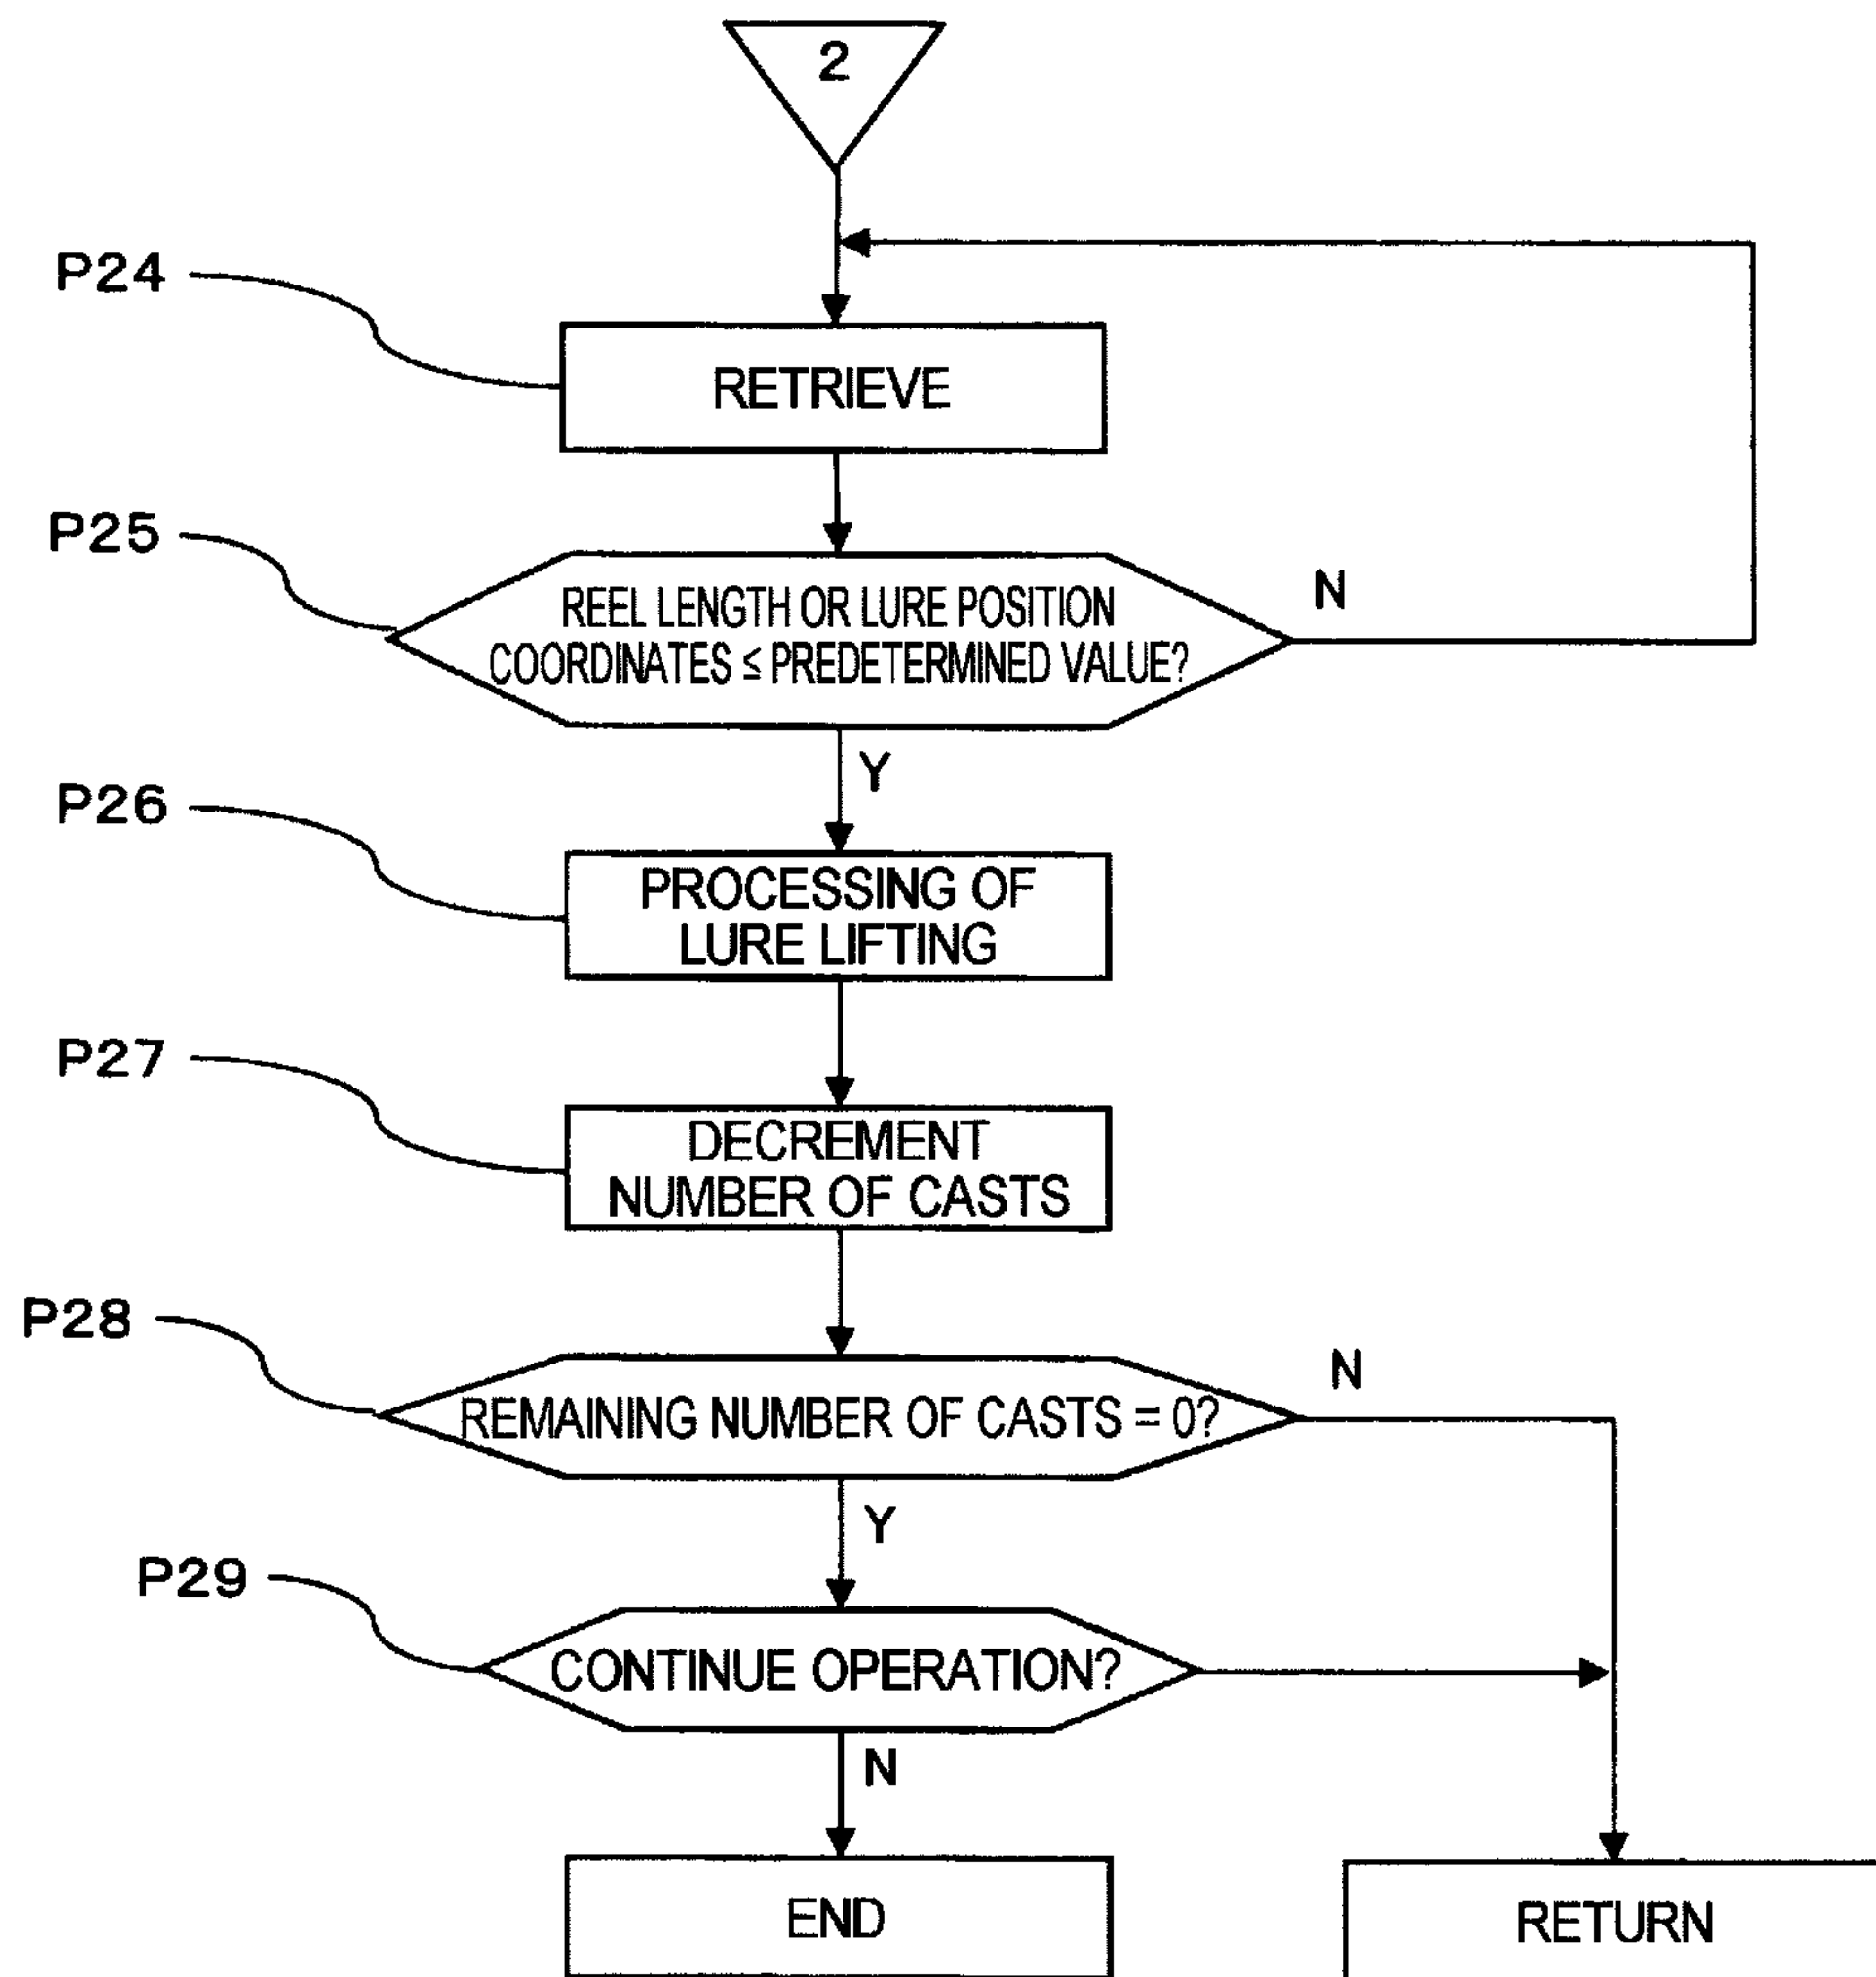 2
P24
RETRIEVE
P25
REEL LENGTH OR LURE POSITION
COORDINATES ≤ PREDETERMINED VALUE?
N
Y
P26
PROCESSING OF
LURE LIFTING
P27
DECREMENT
NUMBER OF CASTS
P28
REMAINING NUMBER OF CASTS = 0?
N
Y
P29
CONTINUE OPERATION?
N
END
RETURN